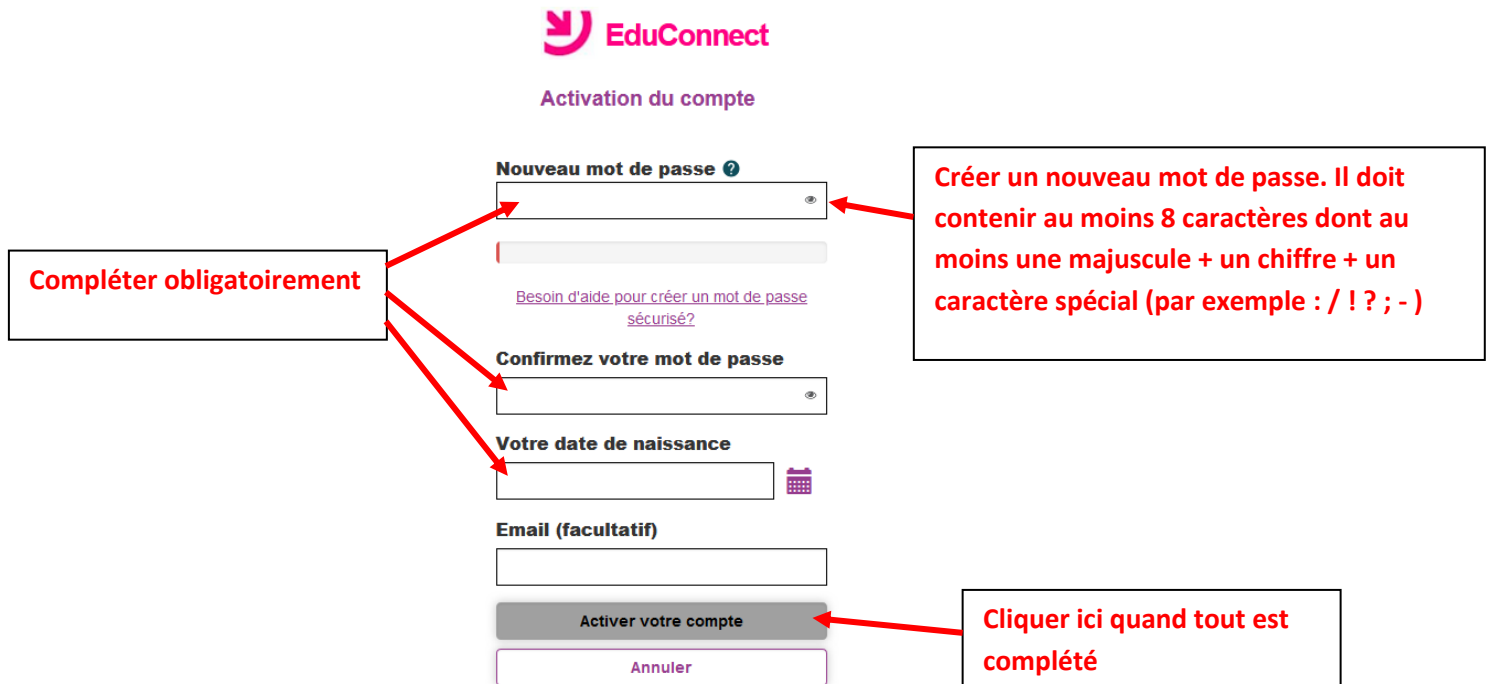 EduConnect
Activation du compte
Nouveau mot de passe ?
Créer un nouveau mot de passe. Il doit
contenir au moins 8 caractères dont au
moins une majuscule + un chiffre + un
caractère spécial (par exemple : / ! ? ; - )
Compléter obligatoirement
Besoin d'aide pour créer un mot de passe
sécurisé?
Confirmez votre mot de passe
Votre date de naissance
Email (facultatif)
Activer votre compte
Cliquer ici quand tout est
complété
Annuler